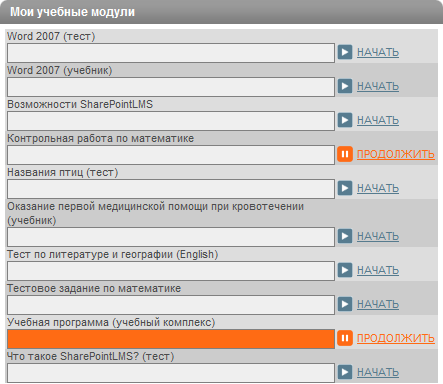 Мои учебные модули
Word 2007 (тест)
НАЧАТЬ
Word 2007 (учебник)
НАЧАТЬ
Возможности SharePointLMS
НАЧАТЬ
Контрольная работа по математике
ПРОДОЛЖИТЬ
Названия птиц (тест)
НАЧАТЬ
Оказание первой медицинской помощи при кровотечении
(учебник)
НАЧАТЬ
Тест по литературе и географии (English)
НАЧАТЬ
Тестовое задание по математике
НАЧАТЬ
Учебная программа (учебный комплекс)
ПРОДОЛЖИТЬ
Что такое SharePointLMS? (тест)
НАЧАТЬ